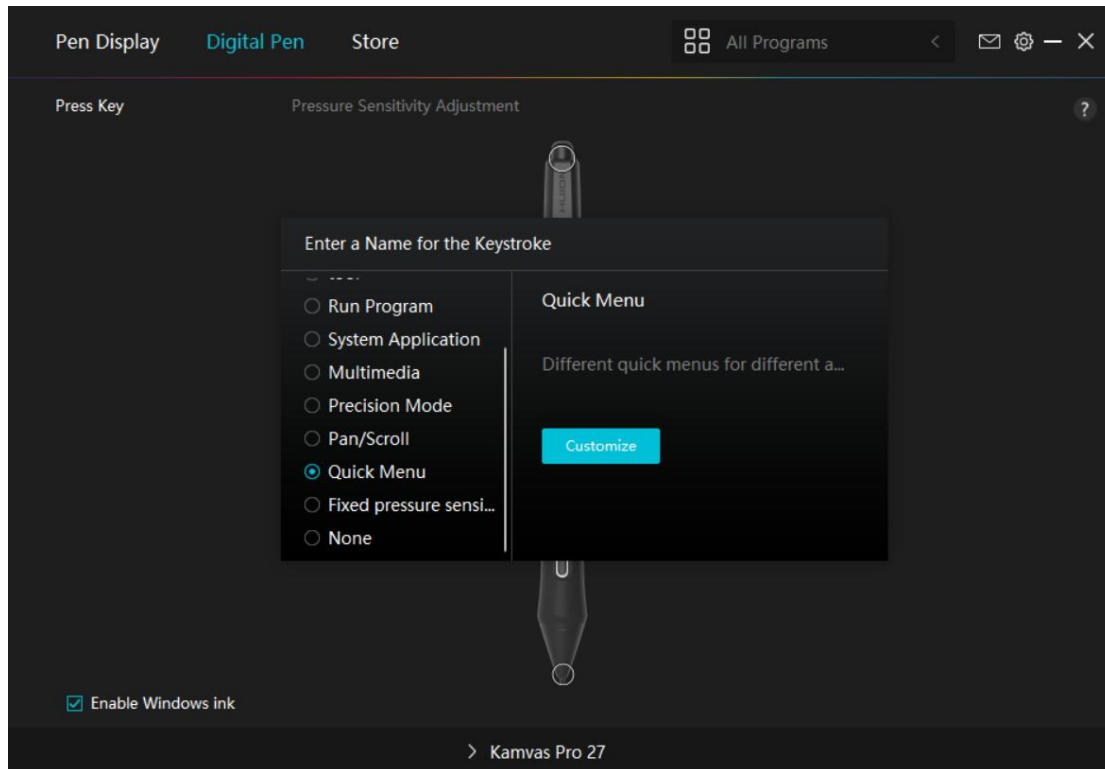 Pen Display Digital Pen Store All Programs
Press Key Pressure Sensitivity Adjustment ?
HUION
Enter a Name for the Keystroke
Run Program
System Application
Multimedia
Precision Mode
Pan/Scroll
Quick Menu
Fixed pressure sensi...
None
Quick Menu
Different quick menus for different a...
Customize
Enable Windows ink
Kamvas Pro 27